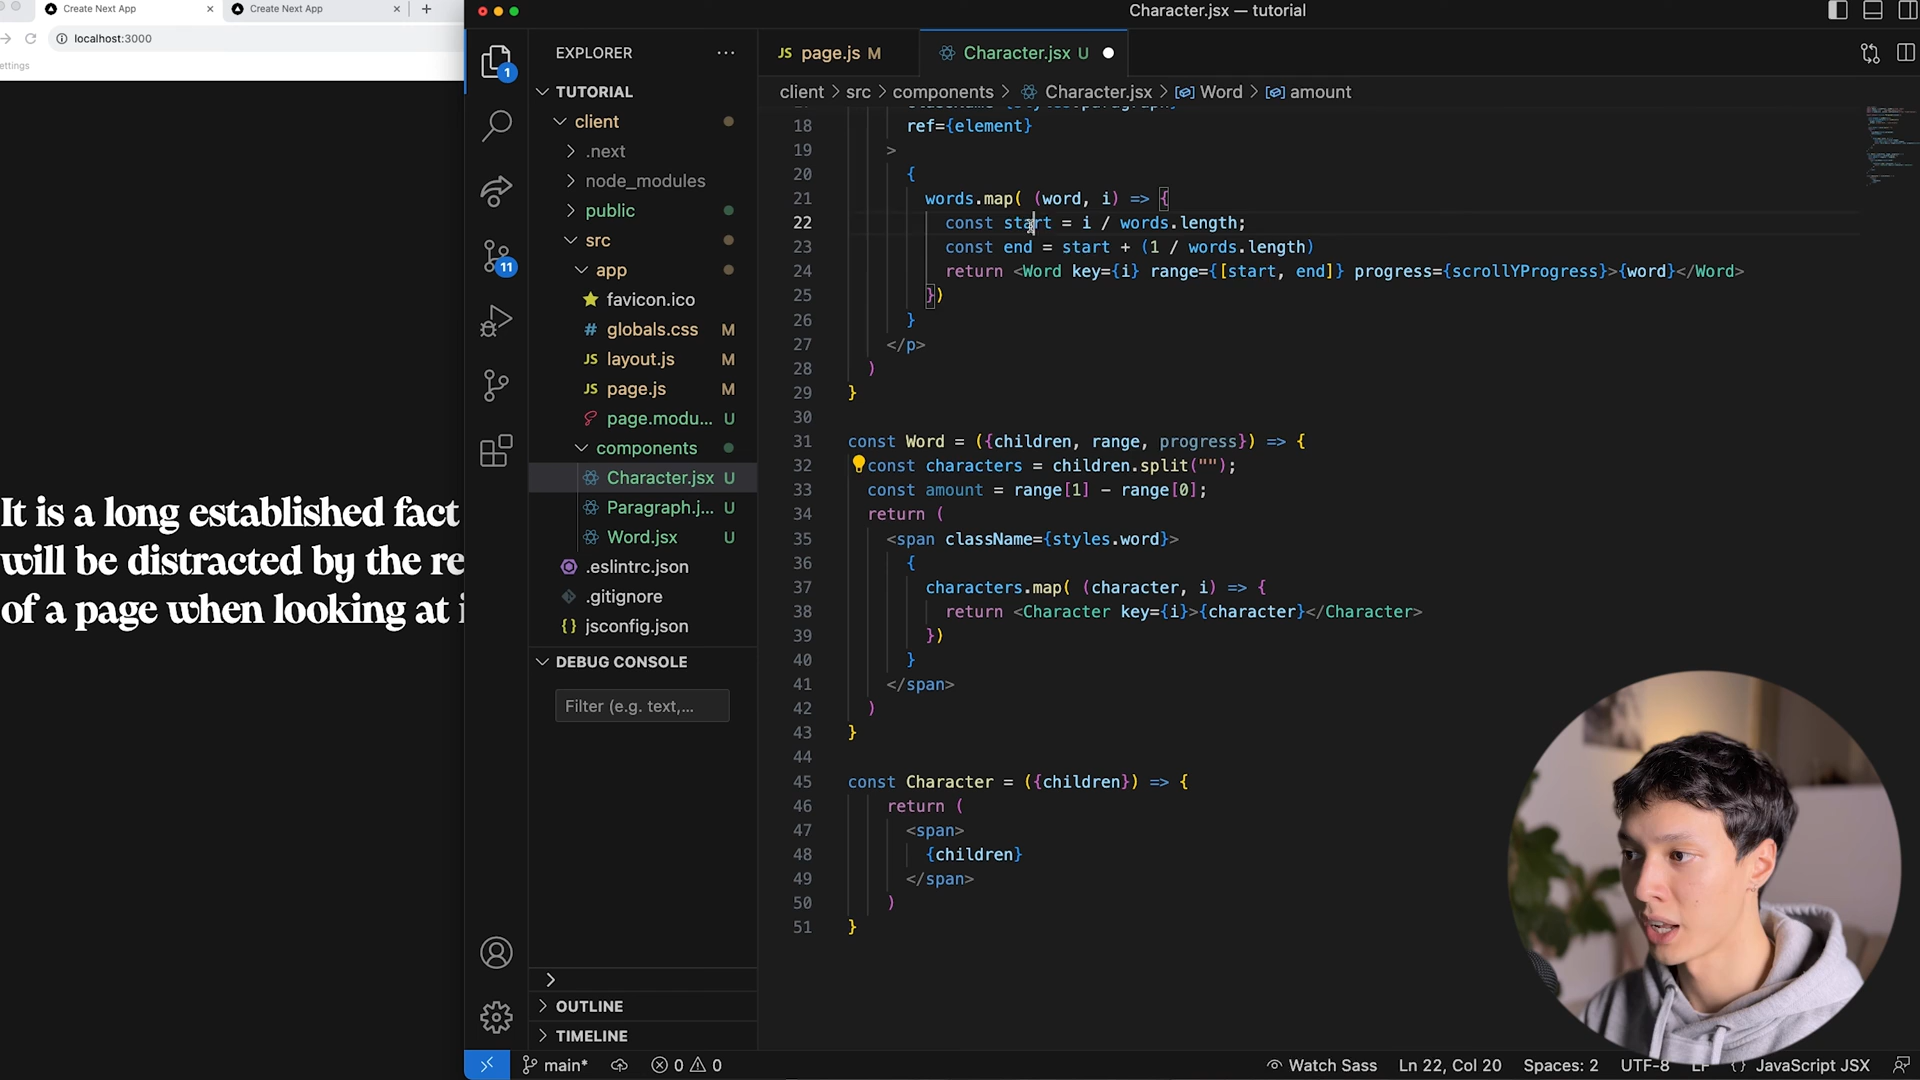 Create Next App
Create Next App
localhost:3000
ettings
It is a long established fact
will be distracted by the re
of a page when looking at i
Character.jsx — tutorial
1
11
EXPLORER
TUTORIAL
client
.next
node_modules
public
src
app
favicon.ico
globals.css M
layout.js M
page.js M
page.modu... U
components
Character.jsx U
Paragraph.j... U
Word.jsx U
.eslintrc.json
.gitignore
jsconfig.json
DEBUG CONSOLE
Filter (e.g. text,...
OUTLINE
TIMELINE
JS page.js M
Character.jsx U
client > src > components > Character.jsx > Word > amount
18 ref={element}
19 >
20 {
21 words.map( (word, i) => {
22 const start = i / words.length;
23 const end = start + (1 / words.length)
24 return <Word key={i} range={[start, end]} progress={scrollYProgress}>{word}</Word>
25 })
26 }
27 </p>
28 )
29 }
30
31 const Word = ({children, range, progress}) => {
32 const characters = children.split("");
33 const amount = range[1] - range[0];
34 return (
35 <span className={styles.word}>
36 {
37 characters.map( (character, i) => {
38 return <Character key={i}>{character}</Character>
39 })
40 }
41 </span>
42 )
43 }
44
45 const Character = ({children}) => {
46 return (
47 <span>
48 {children}
49 </span>
50 )
51 }
main* 0 0
Watch Sass Ln 22, Col 20 Spaces: 2 UTF-8 LF {} JavaScript JSX